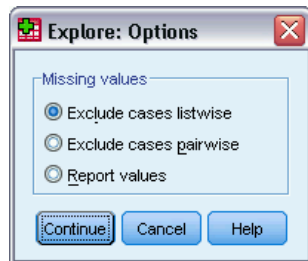 Explore: Options
Missing values
Exclude cases listwise
Exclude cases pairwise
Report values
Continue Cancel Help